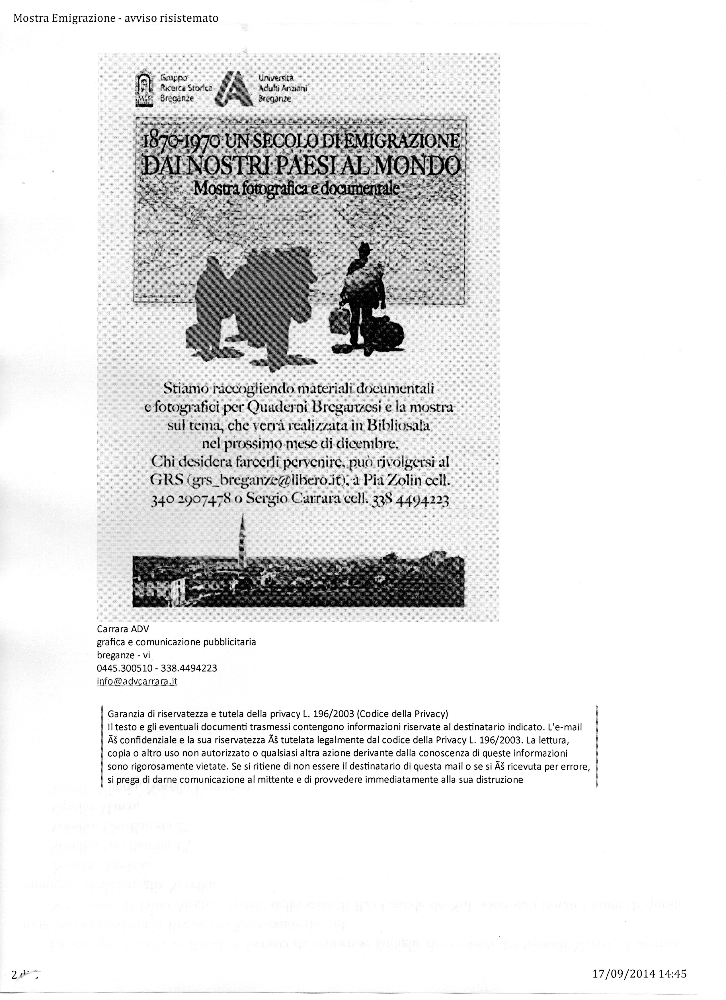 Mostra Emigrazione - avviso risistemato
Gruppo
Ricerca Storica
Breganze
Università
Adulti Anziani
Breganze
ROUTES BETWEEN THE GRAND DIVISIONS OF THE WORLD
1870-1970 UN SECOLO DI EMIGRAZIONE
DAI NOSTRI PAESI AL MONDO
Mostra fotografica e documentale
Stiamo raccogliendo materiali documentali
e fotografici per Quaderni Breganzesi e la mostra
sul tema, che verrà realizzata in Bibliosala
nel prossimo mese di dicembre.
Chi desidera farcerli pervenire, può rivolgersi al
GRS (grs_breganze@libero.it), a Pia Zolin cell.
340 2907478 o Sergio Carrara cell. 338 4494223
Carrara ADV
grafica e comunicazione pubblicitaria
breganze - vi
0445.300510 - 338.4494223
info@advcarrara.it
Garanzia di riservatezza e tutela della privacy L. 196/2003 (Codice della Privacy)
Il testo e gli eventuali documenti trasmessi contengono informazioni riservate al destinatario indicato. L'e-mail
Ãš confidenziale e la sua riservatezza Ãš tutelata legalmente dal codice della Privacy L. 196/2003. La lettura,
copia o altro uso non autorizzato o qualsiasi altra azione derivante dalla conoscenza di queste informazioni
sono rigorosamente vietate. Se si ritiene di non essere il destinatario di questa mail o se si Ãš ricevuta per errore,
si prega di darne comunicazione al mittente e di provvedere immediatamente alla sua distruzione
2 di
17/09/2014 14:45